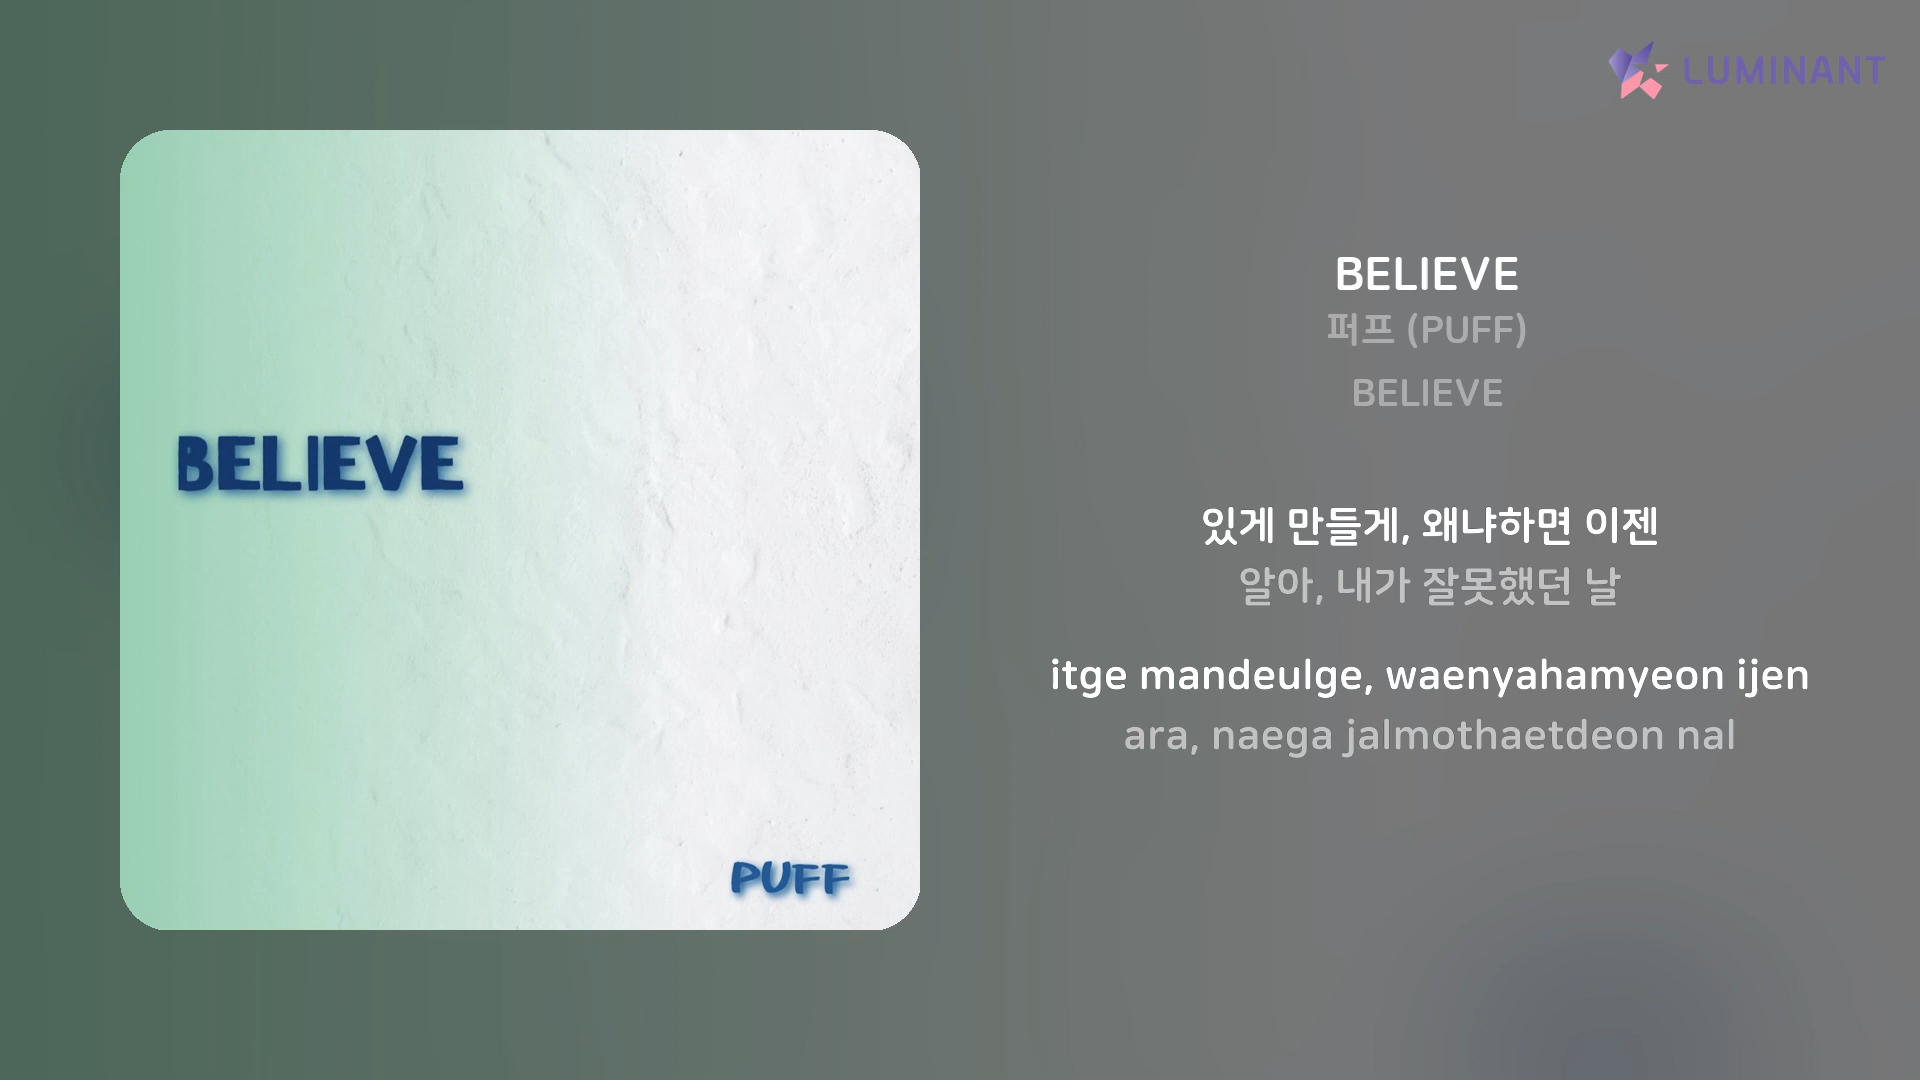 LUMINANT
BELIEVE
PUFF
BELIEVE
퍼프 (PUFF)
BELIEVE
있게 만들게, 왜냐하면 이젠
알아, 내가 잘못했던 날
itge mandeulge, waenyahamyeon ijen
ara, naega jalmothaetdeon nal